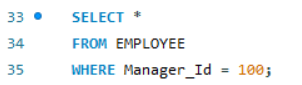 33 SELECT *
34 FROM EMPLOYEE
35 WHERE Manager_Id = 100;